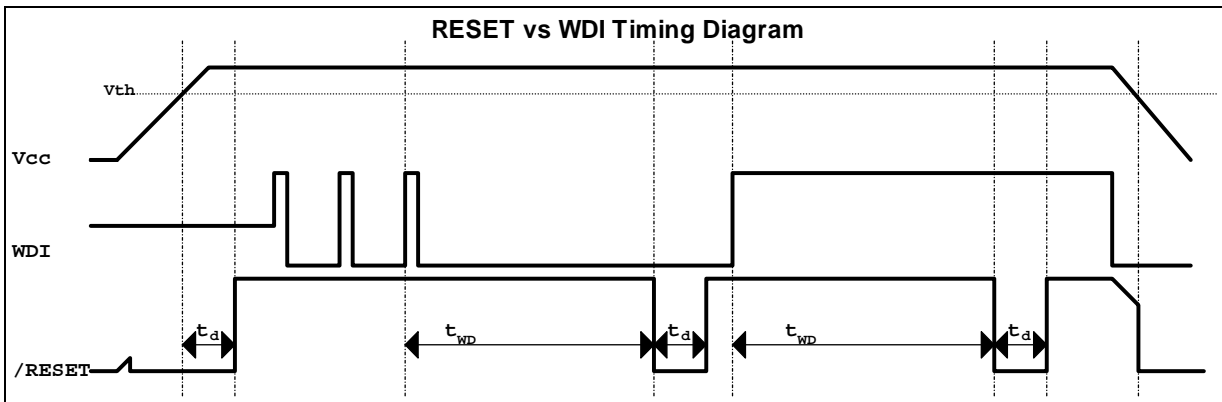 RESET vs WDI Timing Diagram
Vth
Vcc
WDI
td
tWD
td
tWD
td
/RESET